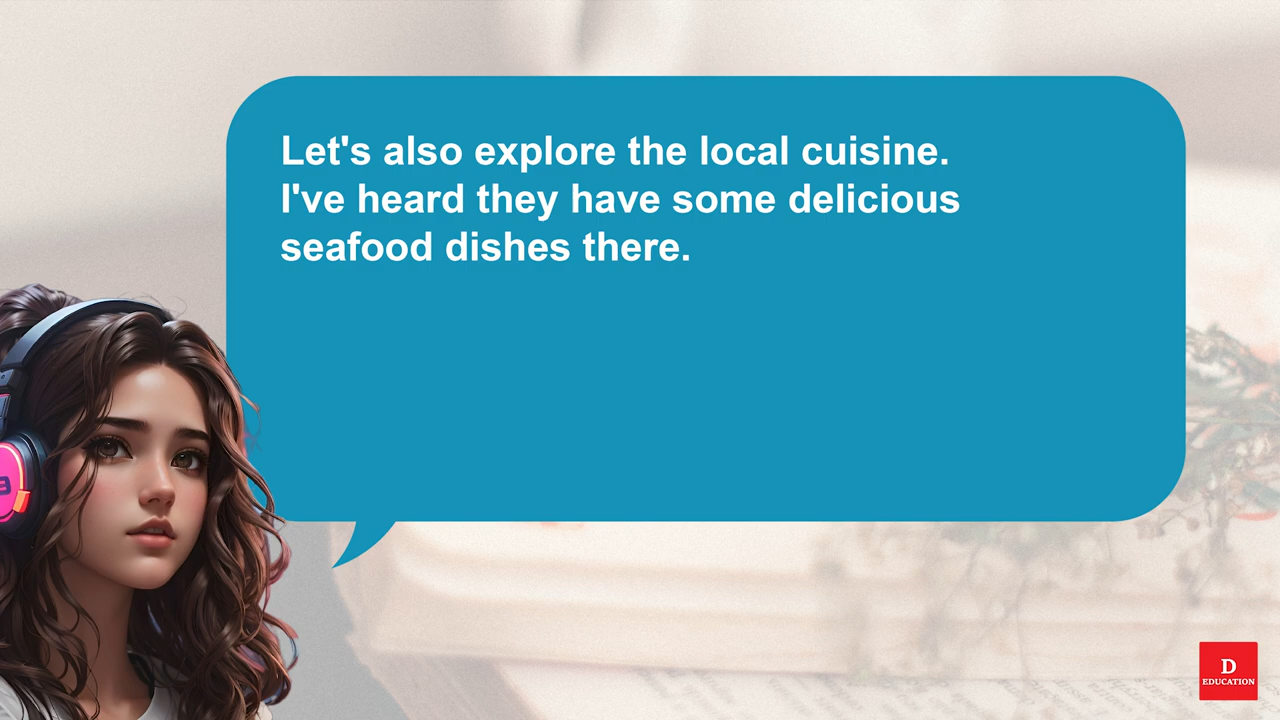 Let's also explore the local cuisine.
I've heard they have some delicious
seafood dishes there.
D
EDUCATION